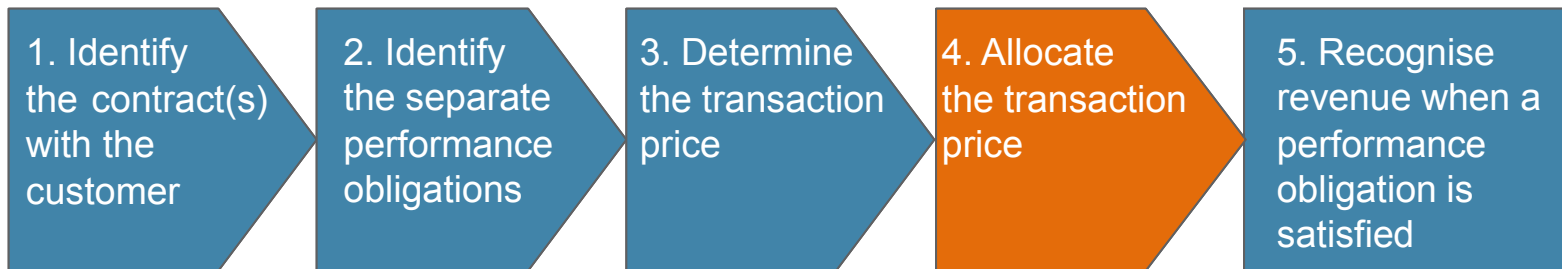 1. Identify
the contract(s)
with the
customer
2. Identify
the separate
performance
obligations
3. Determine
the transaction
price
4. Allocate
the transaction
price
5. Recognise
revenue when a
performance
obligation is
satisfied